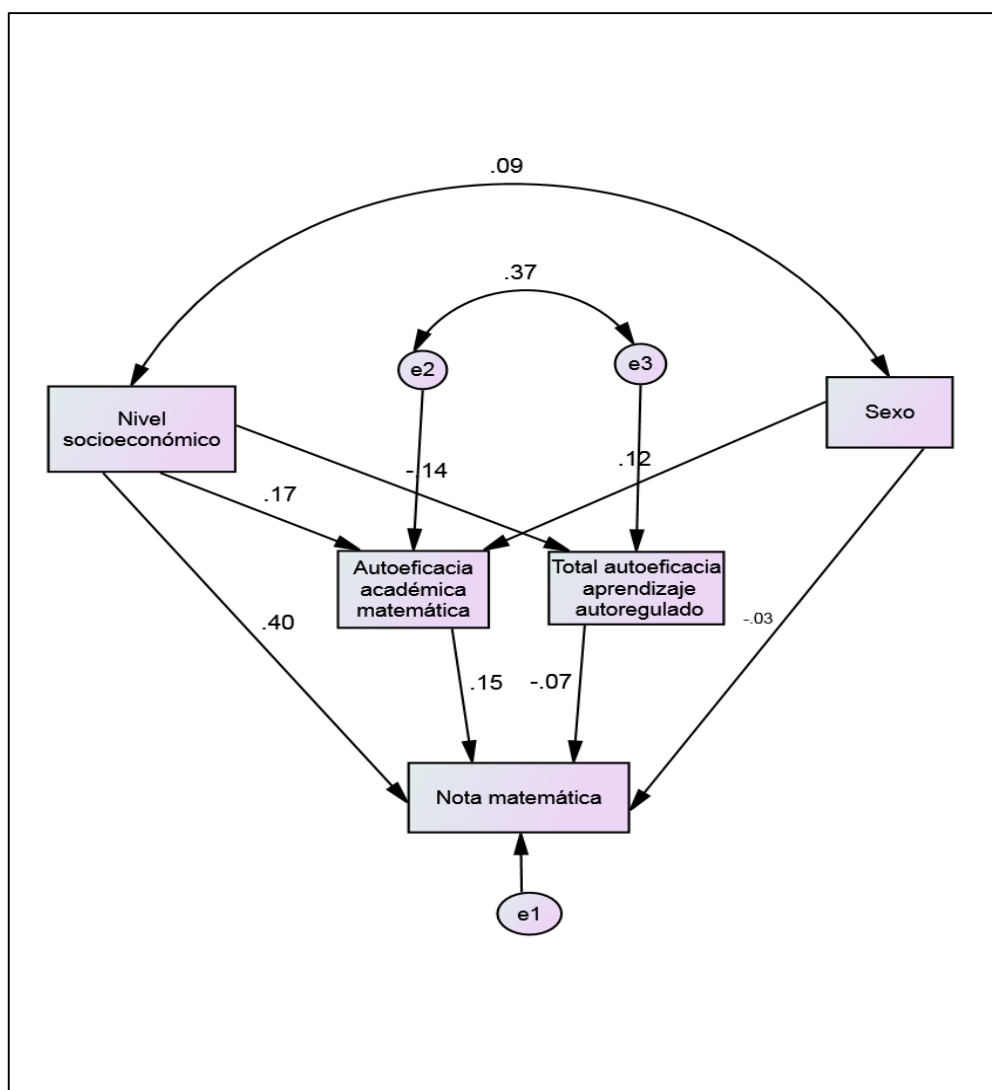 .09
.37
e2
e3
Nivel
socioeconómico
Sexo
-.14
.12
.17
Autoeficacia
académica
matemática
Total autoeficacia
aprendizaje
autoregulado
.40
-.03
.15
-.07
Nota matemática
e1